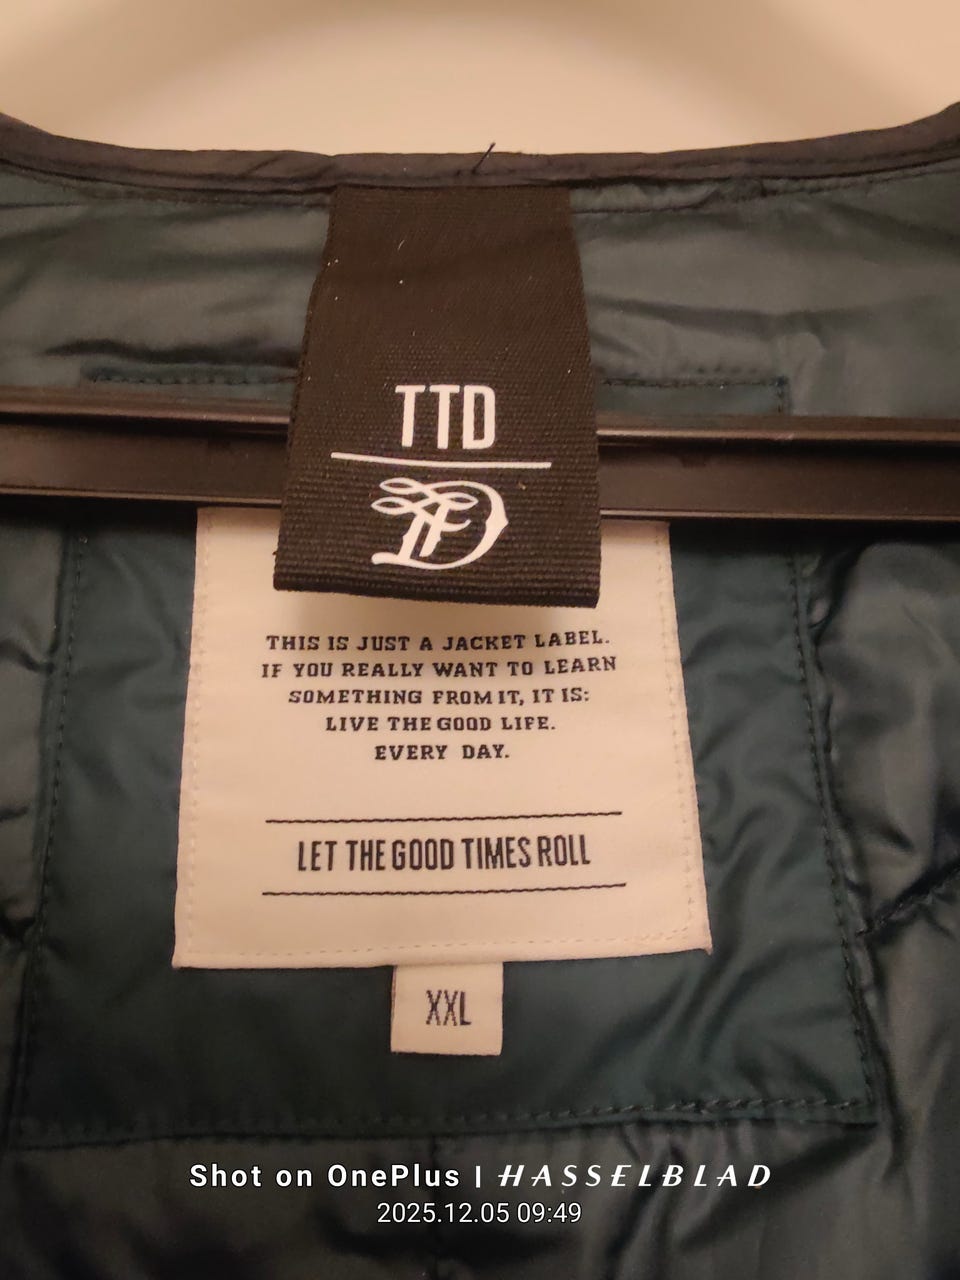 TTD
D
THIS IS JUST A JACKET LABEL.
IF YOU REALLY WANT TO LEARN
SOMETHING FROM IT, IT IS:
LIVE THE GOOD LIFE.
EVERY DAY.
LET THE GOOD TIMES ROLL
XXL
Shot on OnePlus | HASSELBLAD
2025.12.05 09:49